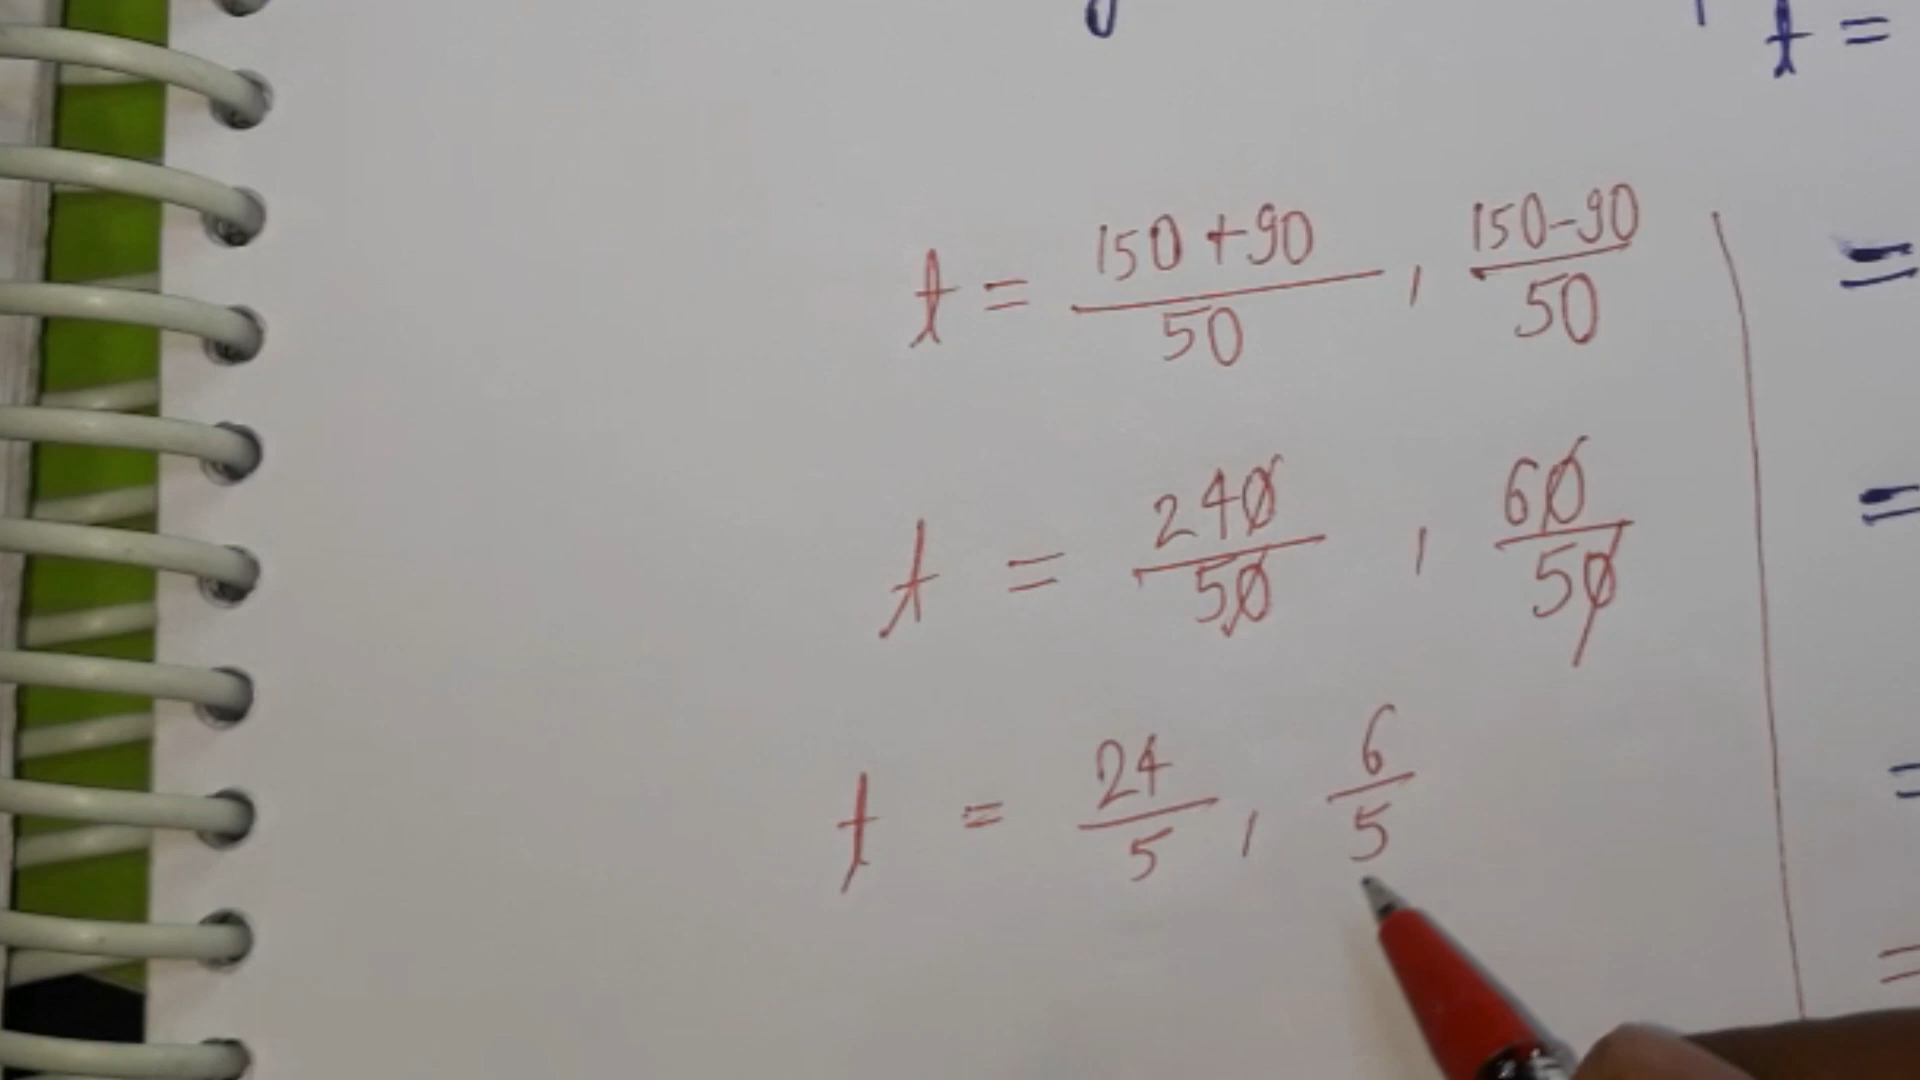 t =
t = 150+90/50 , 150-90/50
=
t = 240/50 , 60/50
=
t = 24/5 , 6/5
=
=